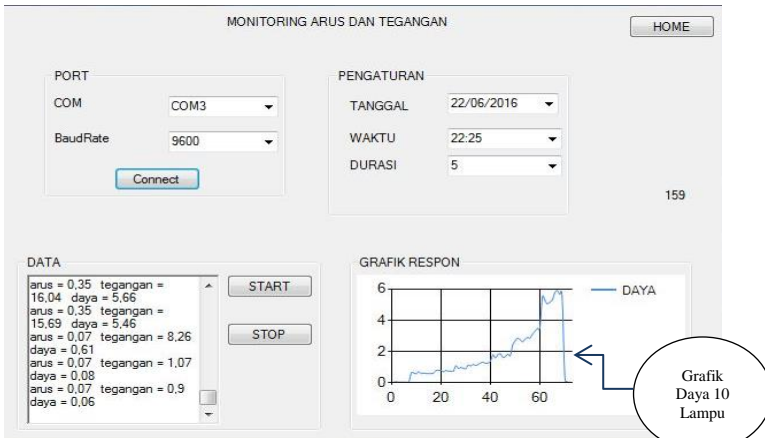 MONITORING ARUS DAN TEGANGAN
HOME
PORT
COM
COM3
BaudRate
9600
Connect
PENGATURAN
TANGGAL
22/06/2016
WAKTU
22:25
DURASI
5
159
DATA
arus = 0,35 tegangan =
16,04 daya = 5,66
arus = 0,35 tegangan =
15,69 daya = 5,46
arus = 0,07 tegangan = 8,26
daya = 0,61
arus = 0,07 tegangan = 1,07
daya = 0,08
arus = 0,07 tegangan = 0,9
daya = 0,06
START
STOP
GRAFIK RESPON
6
4
2
0
0 20 40 60
DAYA
Grafik
Daya 10
Lampu